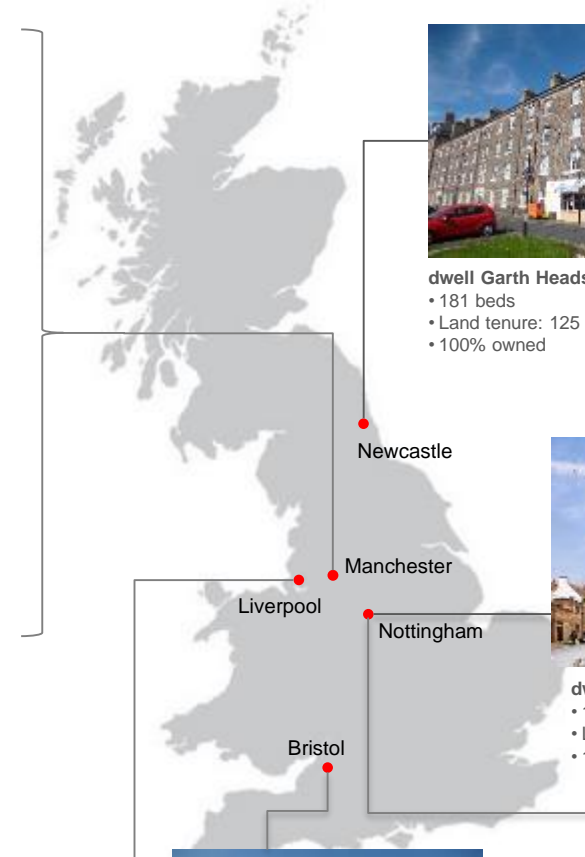 dwell Garth Heads
• 181 beds
• Land tenure: 125
• 100% owned
Newcastle
Manchester
Liverpool
Nottingham
Bristol